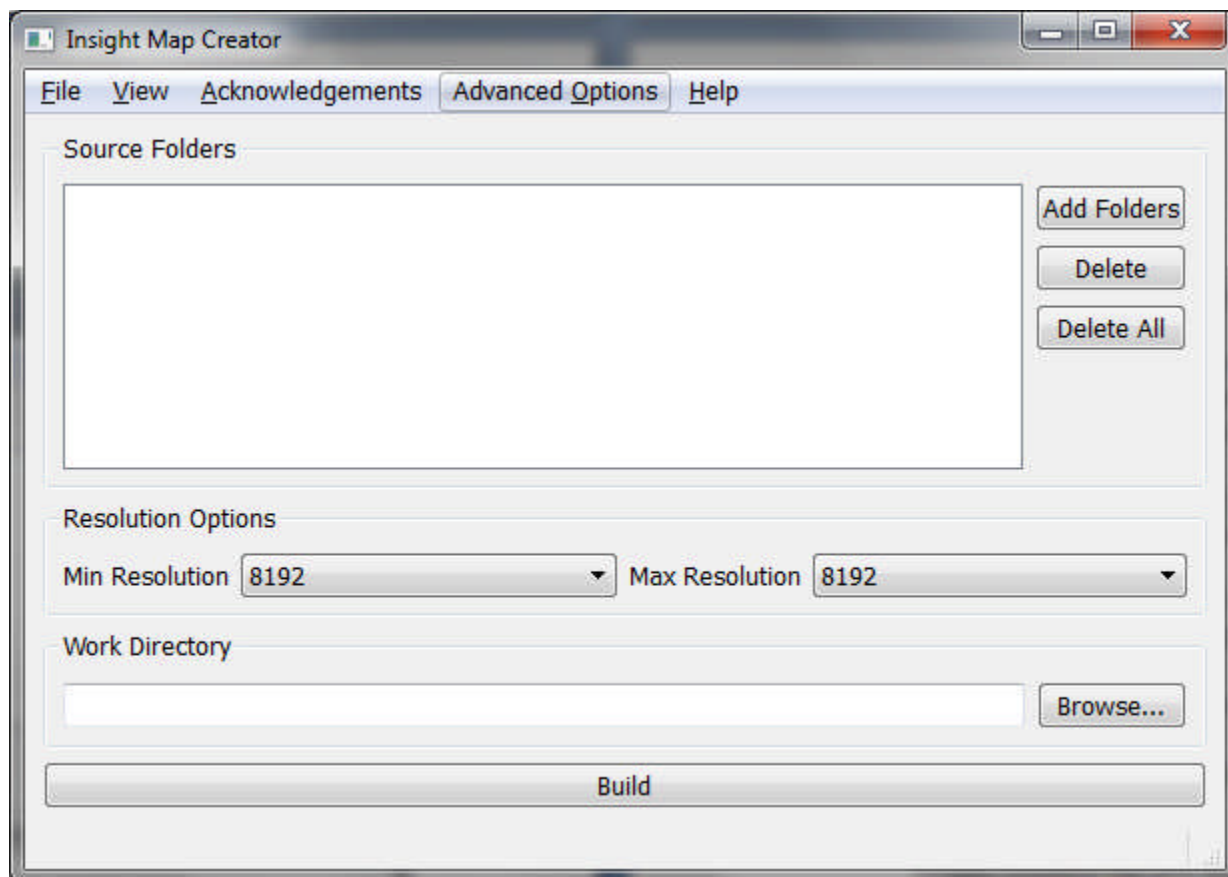 Insight Map Creator
File View Acknowledgements Advanced Options Help
Source Folders
Add Folders
Delete
Delete All
Resolution Options
Min Resolution 8192 Max Resolution 8192
Work Directory
Browse...
Build